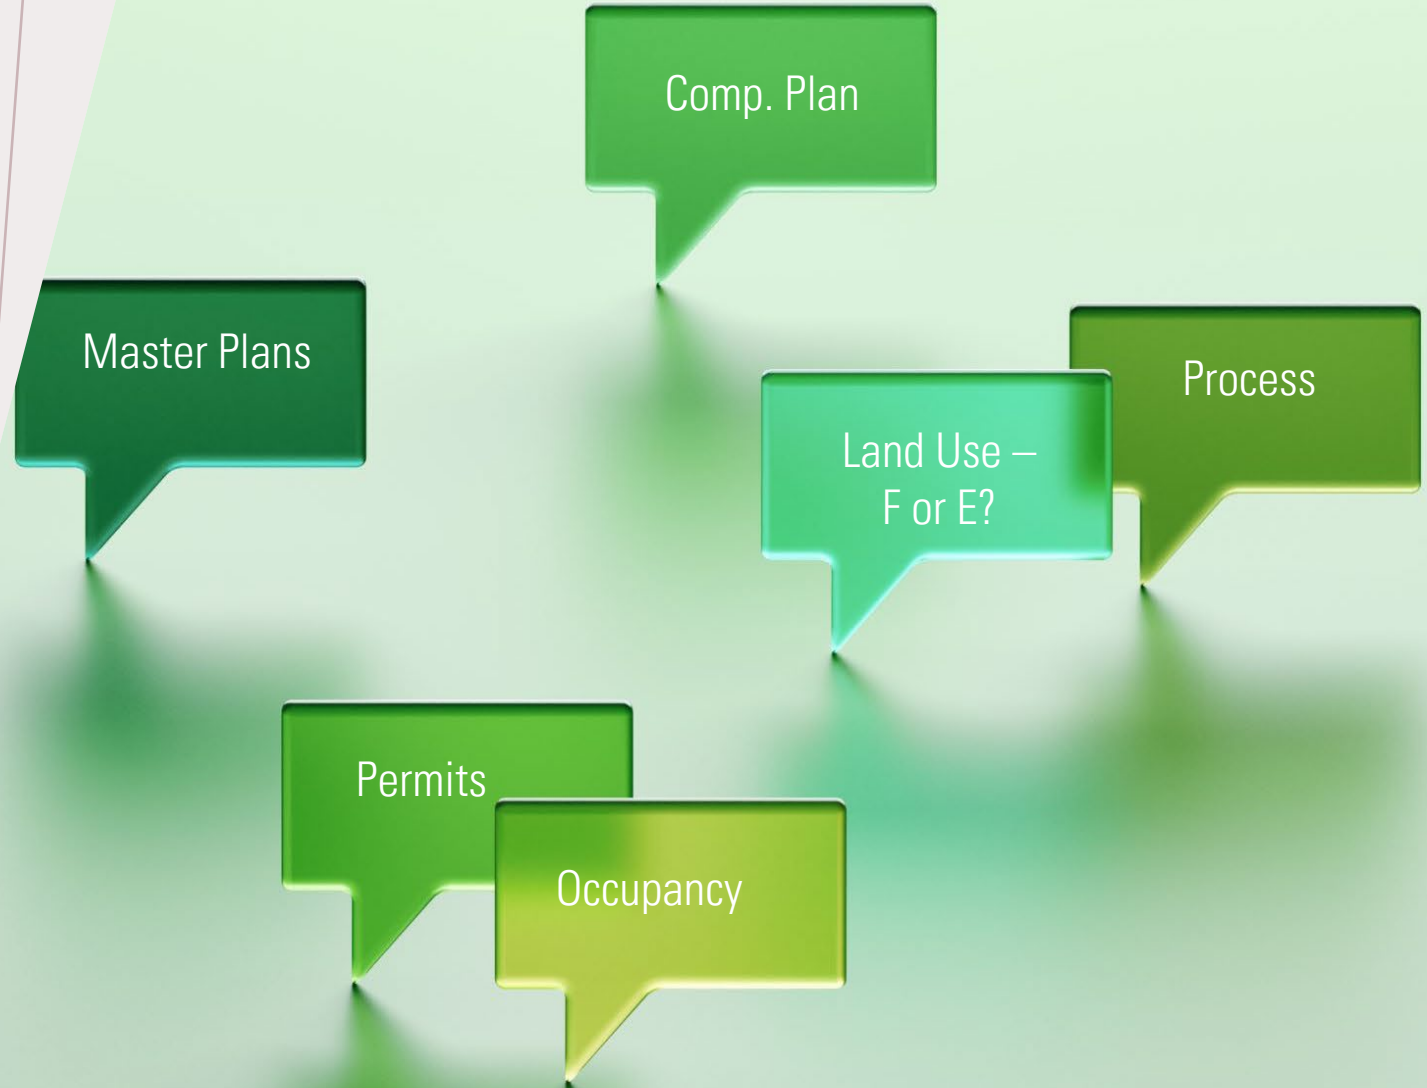 Comp. Plan
Master Plans
Process
Land Use –
F or E?
Permits
Occupancy